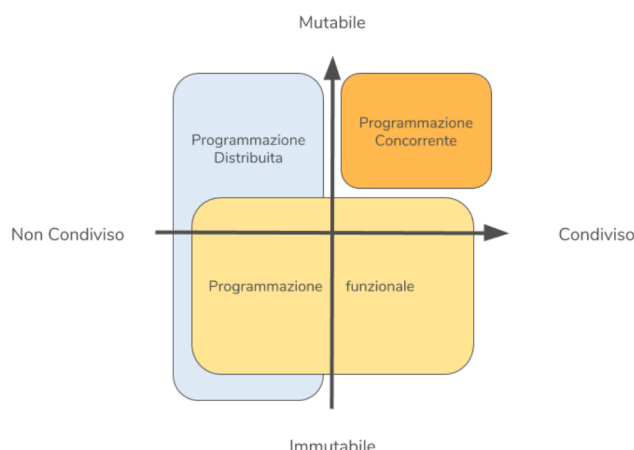 Mutabile
Programmazione
Distribuita
Programmazione
Concorrente
Non Condiviso
Condiviso
Programmazione funzionale
Immutabile